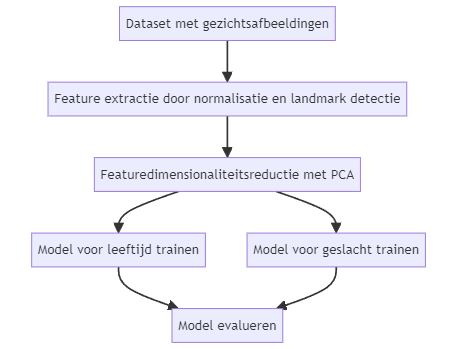 Dataset met gezichtsafbeeldingen
Feature extractie door normalisatie en landmark detectie
Featuredimensionaliteitsreductie met PCA
Model voor leeftijd trainen
Model voor geslacht trainen
Model evalueren